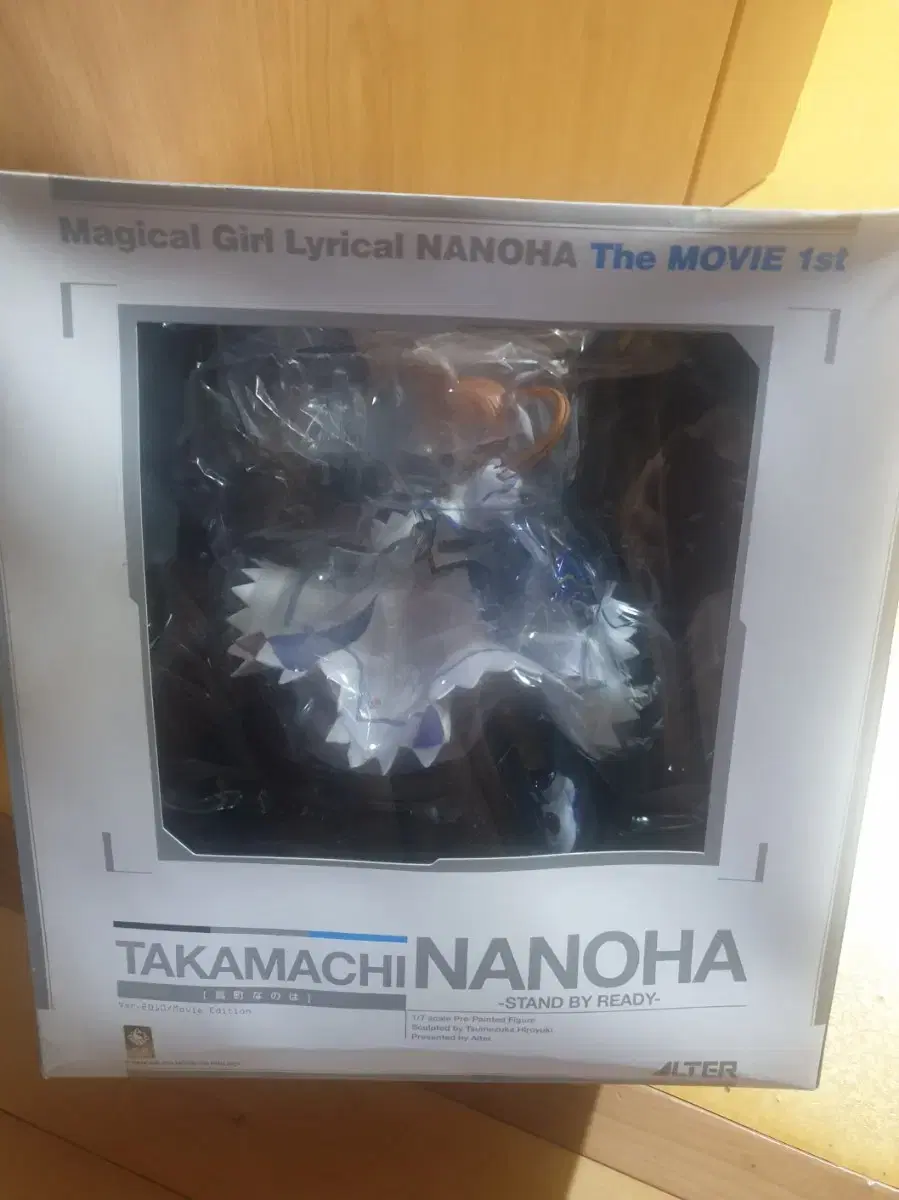 Magical Girl Lyrical NANOHA The MOVIE 1st
TAKAMACHI NANOHA
[高町なのは]
-STAND BY READY-
Ver.2010/Movie Edition
1/7 scale Pre-Painted Figure
Sculpted by Tsumezuka Hiroyuki
Presented by Alter
ALTER